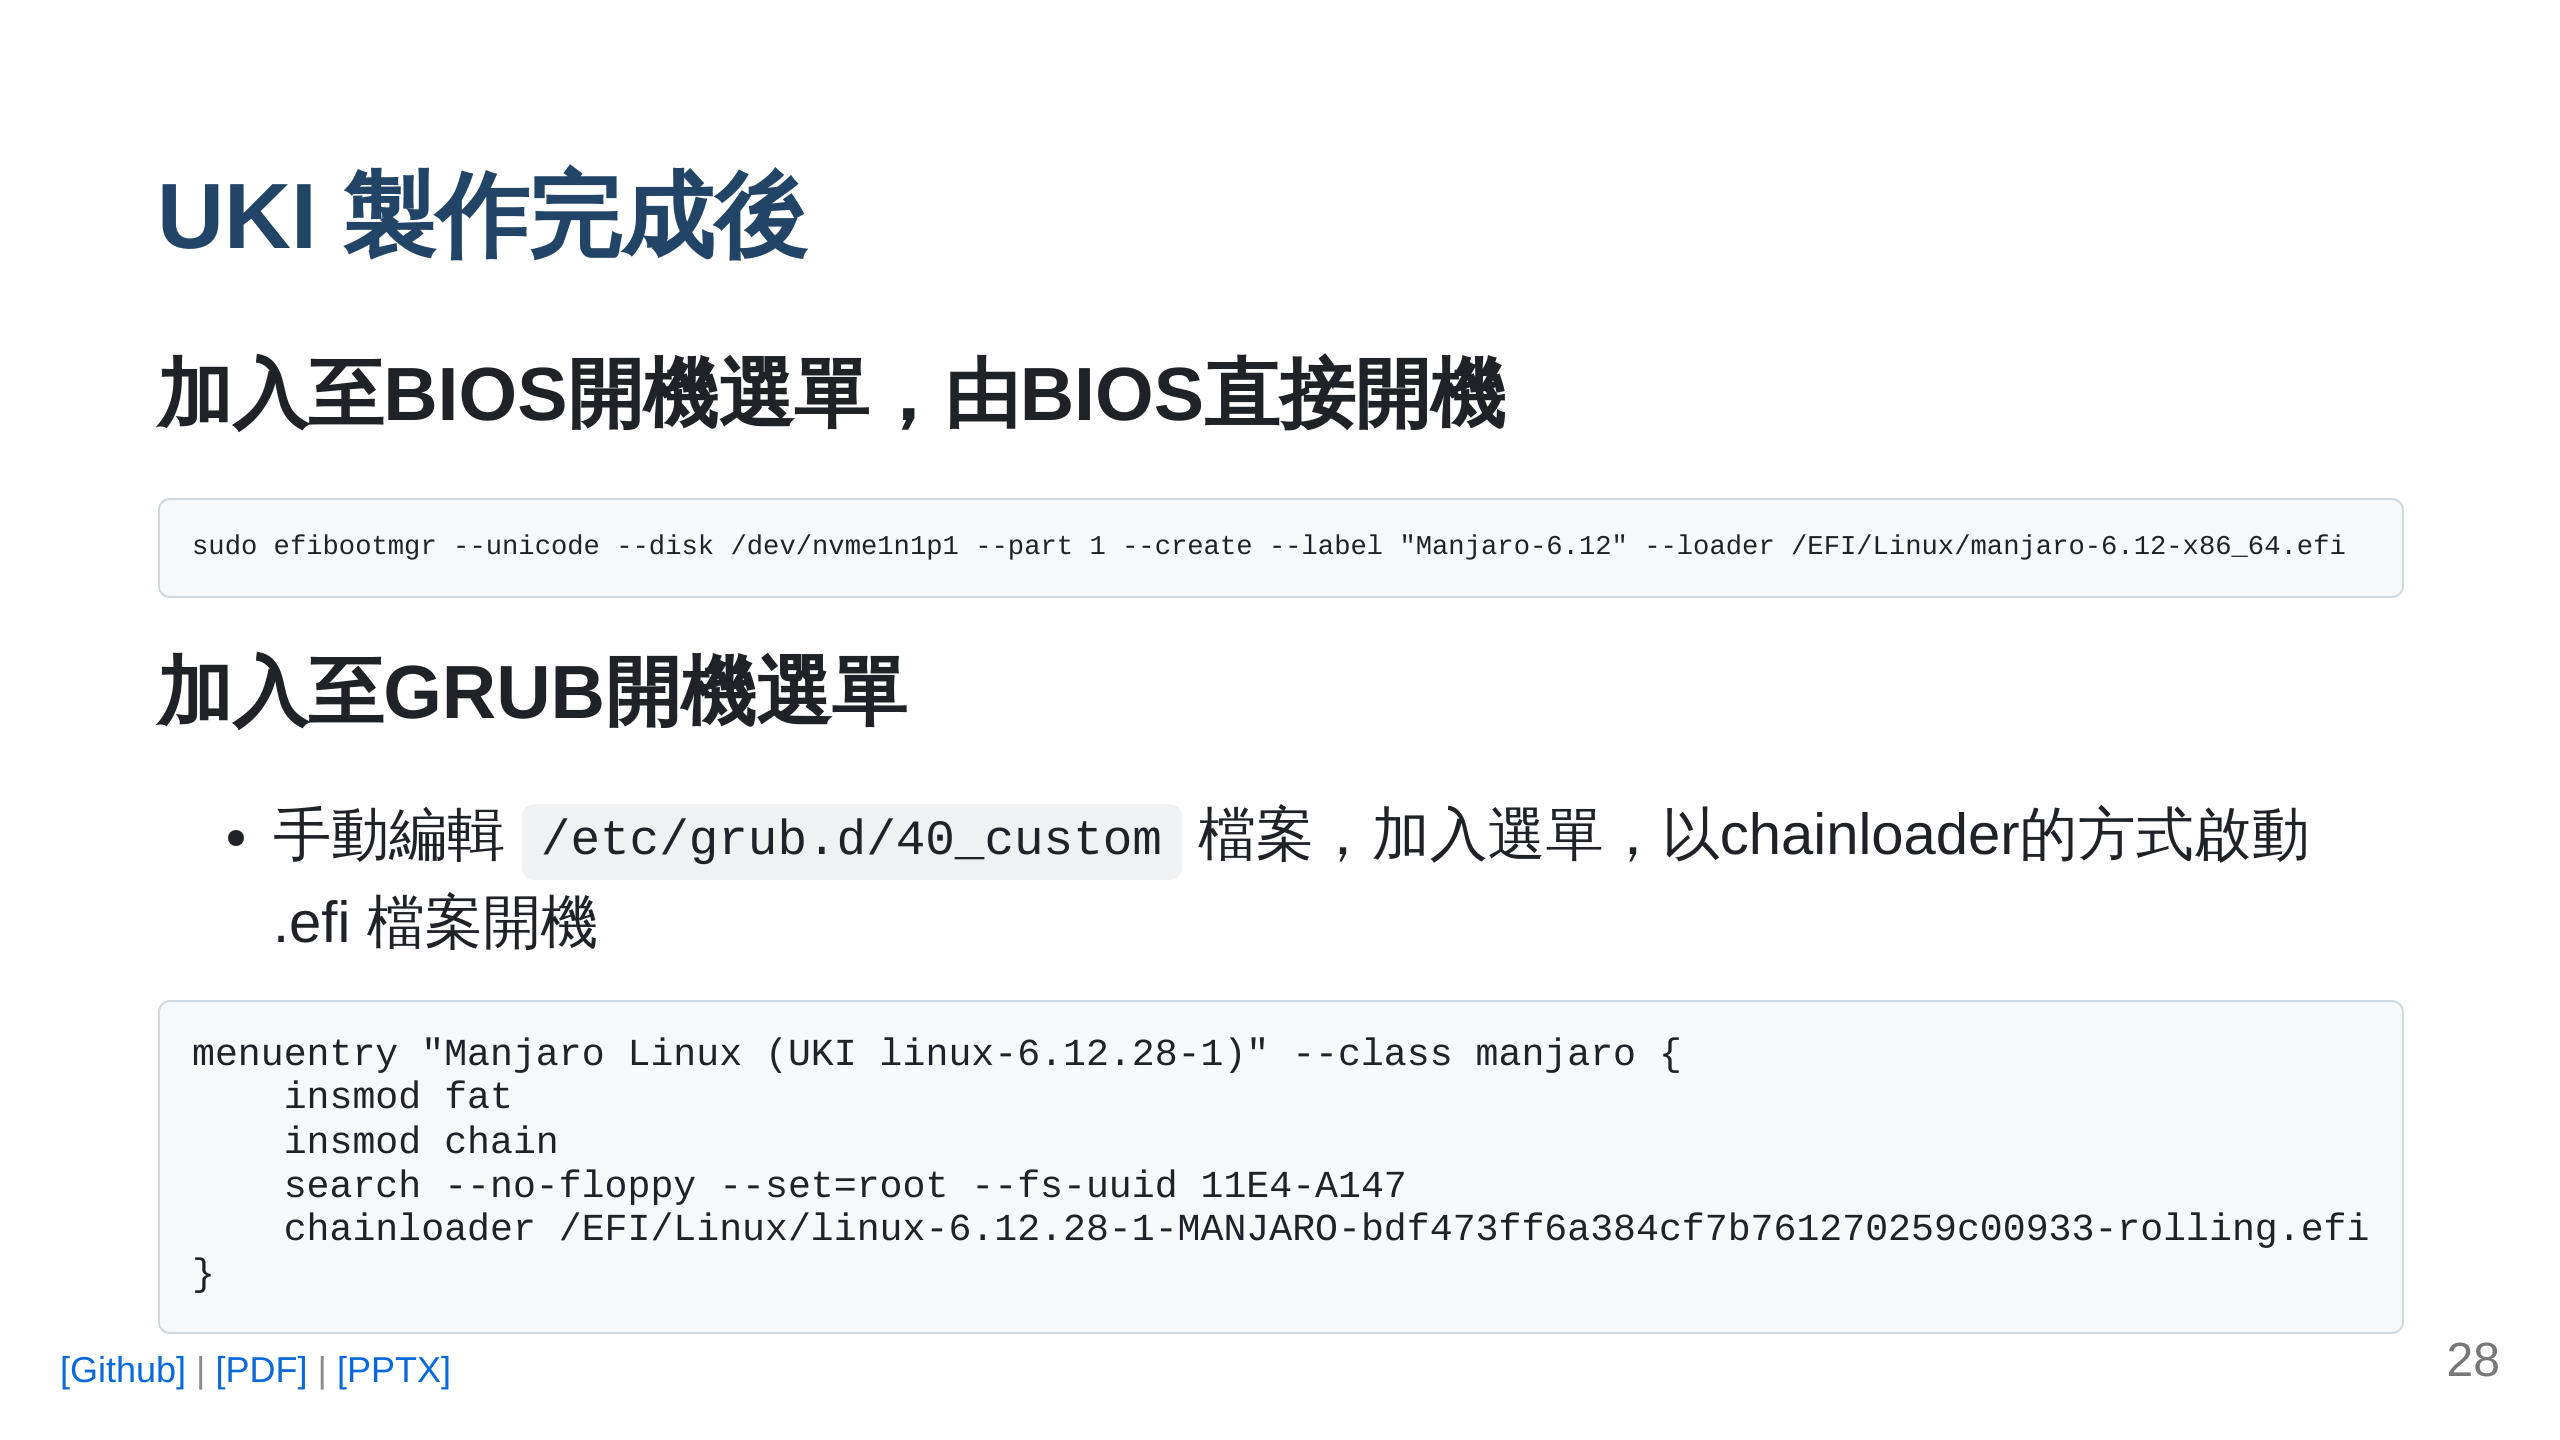 UKI 製作完成後
加入至BIOS開機選單，由BIOS直接開機
sudo efibootmgr --unicode --disk /dev/nvme1n1p1 --part 1 --create --label "Manjaro-6.12" --loader /EFI/Linux/manjaro-6.12-x86_64.efi
加入至GRUB開機選單
• 手動編輯 /etc/grub.d/40_custom 檔案，加入選單，以chainloader的方式啟動
.efi 檔案開機
menuentry "Manjaro Linux (UKI linux-6.12.28-1)" --class manjaro {
    insmod fat
    insmod chain
    search --no-floppy --set=root --fs-uuid 11E4-A147
    chainloader /EFI/Linux/linux-6.12.28-1-MANJARO-bdf473ff6a384cf7b761270259c00933-rolling.efi
}
[Github] | [PDF] | [PPTX]
28